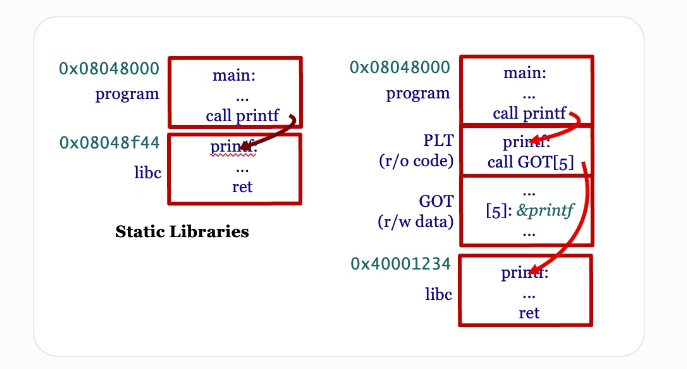 0x08048000
program
main:
...
call printf
0x08048f44
libc
printf:
...
ret
Static Libraries
0x08048000
program
main:
...
call printf
PLT
(r/o code)
printf:
call GOT[5]
GOT
(r/w data)
...
[5]: &printf
...
0x40001234
libc
printf:
...
ret